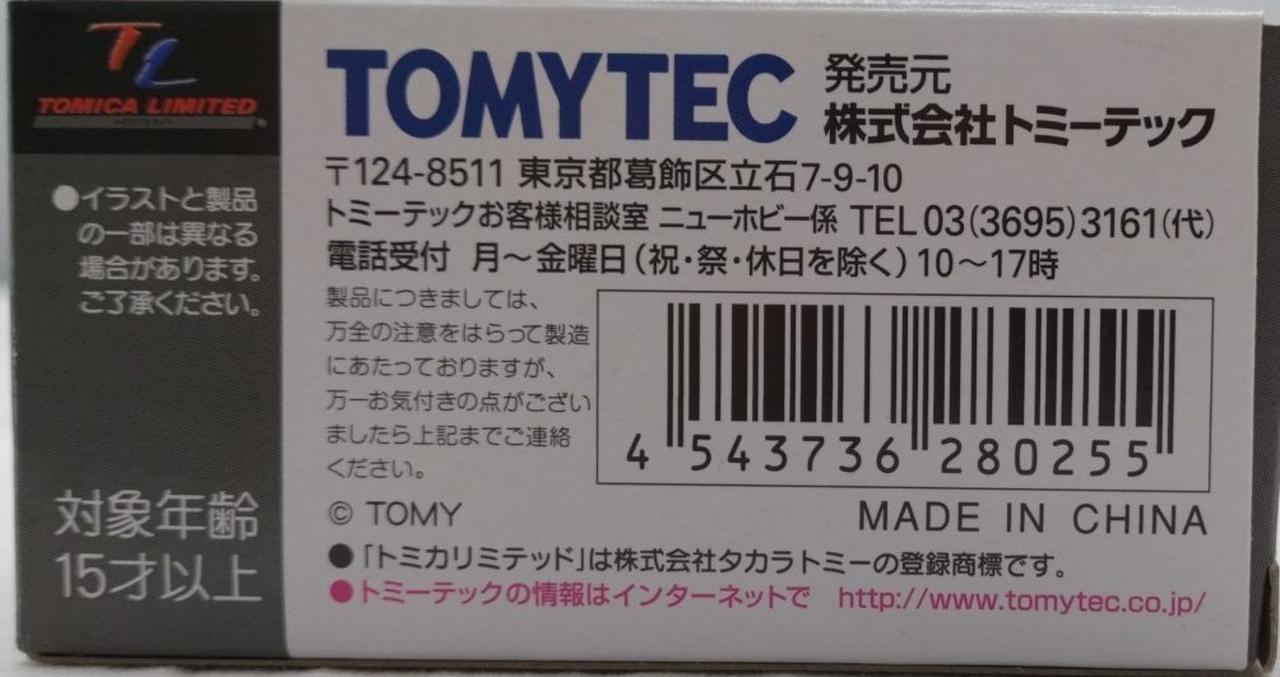 TL
TOMICA LIMITED
●イラストと製品
の一部は異なる
場合があります。
ご了承ください。
対象年齢
15才以上
TOMYTEC
発売元
株式会社トミーテック
〒124-8511 東京都葛飾区立石7-9-10
トミーテックお客様相談室 ニューホビー係 TEL 03(3695)3161(代)
電話受付 月〜金曜日(祝・祭・休日を除く)10〜17時
製品につきましては、
万全の注意をはらって製造
にあたっておりますが、
万一お気付きの点がござい
ましたら上記までご連絡
ください。
4 543736 280255
© TOMY
MADE IN CHINA
●「トミカリミテッド」は株式会社タカラトミーの登録商標です。
●トミーテックの情報はインターネットで http://www.tomytec.co.jp/